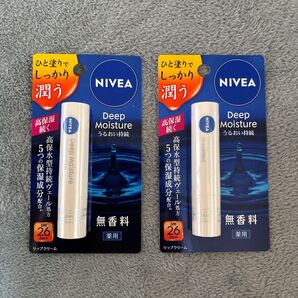 ひと塗りで
しっかり
潤う
NIVEA
Deep
Moisture
うるおい持続
高保湿
続く
高保水型持続ヴェール処方
5つの保湿成分配合。
NIVEA
Deep Moisture
無香料
薬用
SPF
26
リップクリーム
ひと塗りで
しっかり
潤う
NIVEA
Deep
Moisture
うるおい持続
高保湿
続く
高保水型持続ヴェール処方
5つの保湿成分配合。
NIVEA
無香料
薬用
SPF
26
リップクリーム